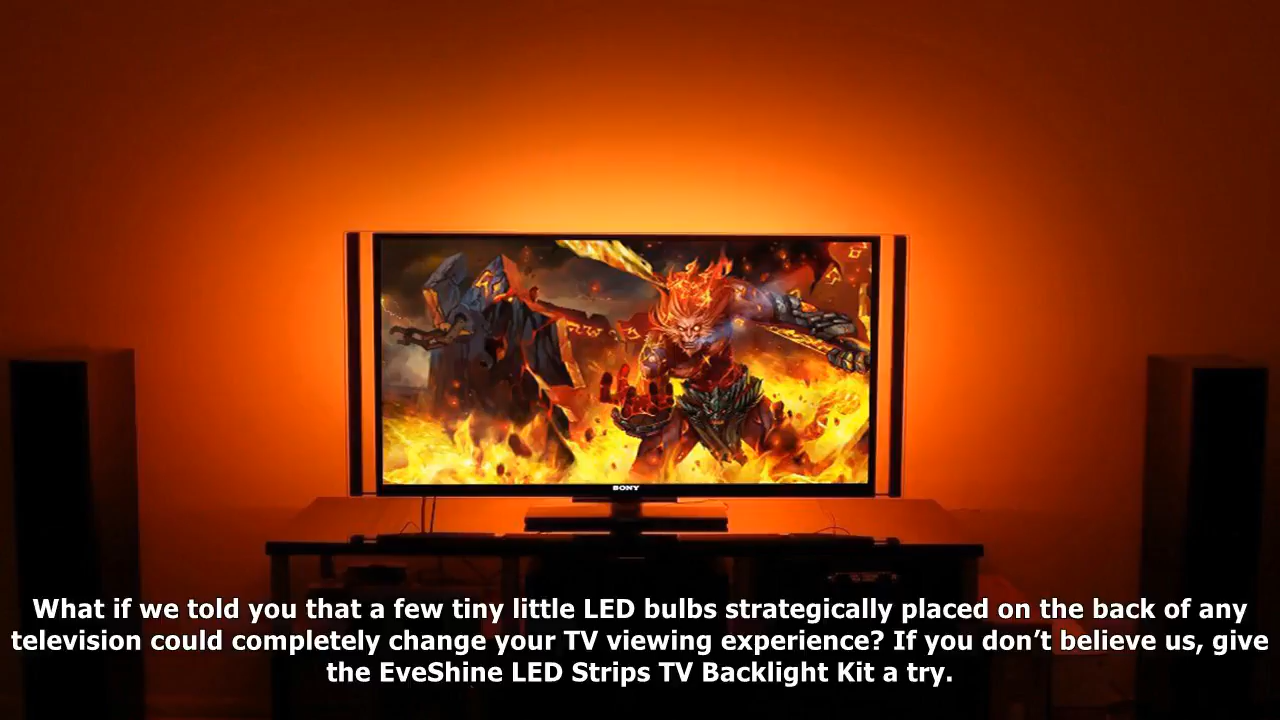 SONY
What if we told you that a few tiny little LED bulbs strategically placed on the back of any
television could completely change your TV viewing experience? If you don’t believe us, give
the EveShine LED Strips TV Backlight Kit a try.